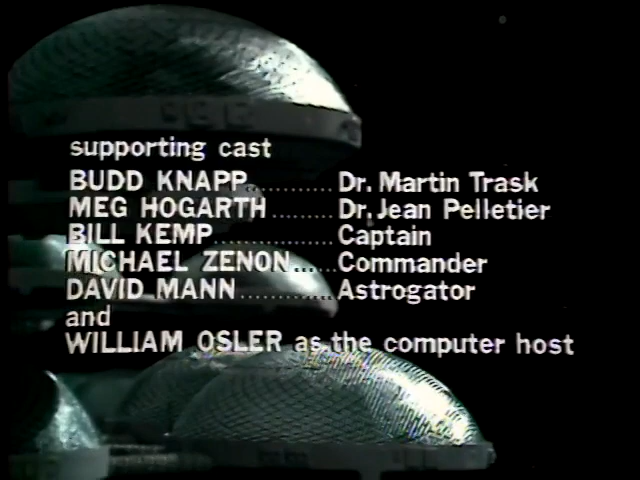 supporting cast
BUDD KNAPP..........Dr. Martin Trask
MEG HOGARTH........Dr. Jean Pelletier
BILL KEMP................Captain
MICHAEL ZENON......Commander
DAVID MANN............Astrogator
and
WILLIAM OSLER as the computer host